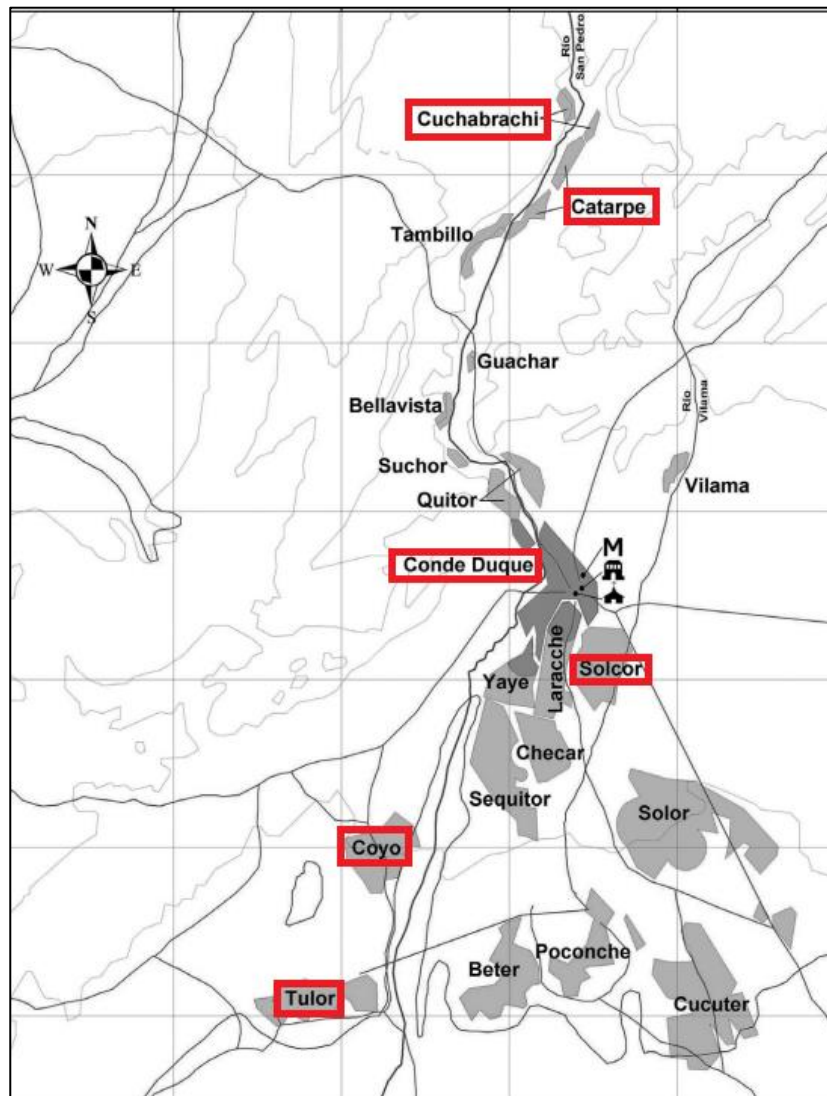 Río
San Pedro
Cuchabrachi
Catarpe
Tambillo
N
W E
S
Guachar
Río
Vilama
Bellavista
Suchor
Vilama
Quitor
M
Conde Duque
Laracche
Solcor
Yaye
Checar
Sequitor
Solor
Coyo
Poconche
Beter
Tulor
Cucuter